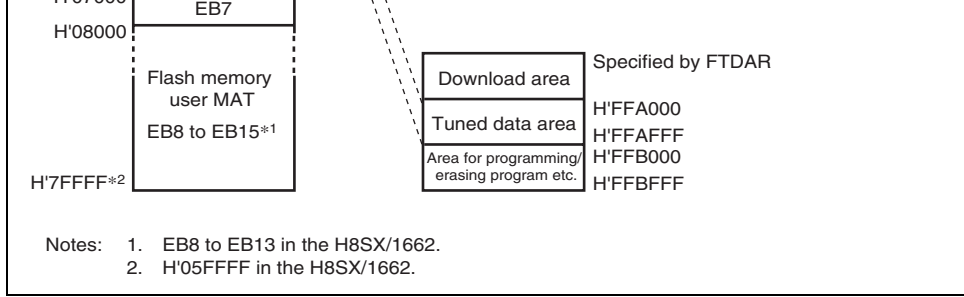 EB7
H'08000
Flash memory
user MAT
EB8 to EB15*1
H'7FFFF*2
Download area
Specified by FTDAR
Tuned data area
H'FFA000
H'FFAFFF
Area for programming/
erasing program etc.
H'FFB000
H'FFBFFF
Notes: 1. EB8 to EB13 in the H8SX/1662.
2. H'05FFFF in the H8SX/1662.